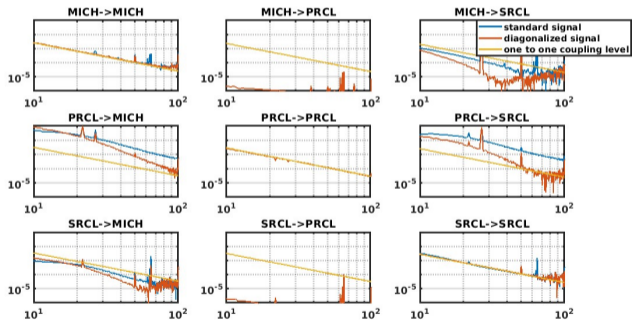 MICH->MICH MICH->PRCL MICH->SRCL
standard signal
diagonalized signal
one to one coupling level
10^-5 10^-5 10^-5
10^1 10^2 10^1 10^2 10^1 10^2
PRCL->MICH PRCL->PRCL PRCL->SRCL
10^-5 10^-5 10^-5
10^1 10^2 10^1 10^2 10^1 10^2
SRCL->MICH SRCL->PRCL SRCL->SRCL
10^-5 10^-5 10^-5
10^1 10^2 10^1 10^2 10^1 10^2